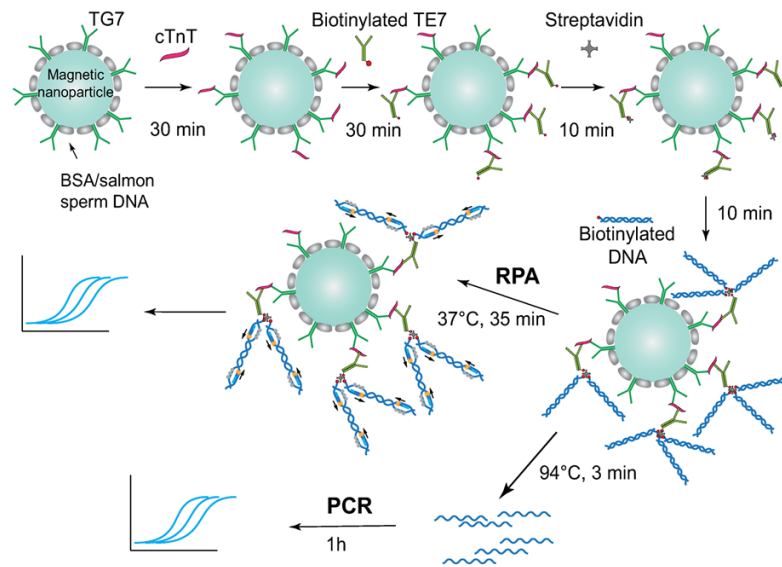 TG7
cTnT
Biotinylated TE7
Streptavidin
Magnetic
nanoparticle
30 min
30 min
10 min
BSA/salmon
sperm DNA
10 min
Biotinylated
DNA
RPA
37°C, 35 min
94°C, 3 min
PCR
1h